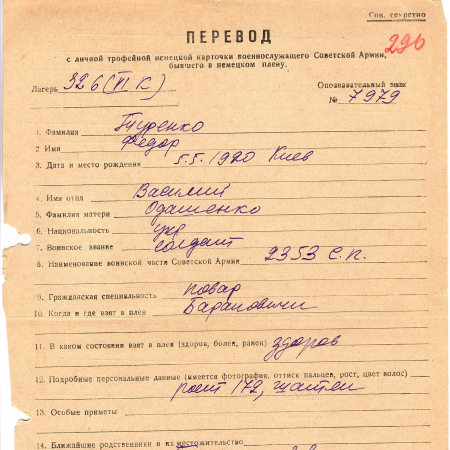 Сов. секретно
296
ПЕРЕВОД
с личной трофейной немецкой карточки военнослужащего Советской Армии,
бывшего в немецком плену.
Лагерь 326 (ПК)
Опознавательный знак
№ 7979
1. Фамилия
2. Имя Федор
3. Дата и место рождения 5.5.1920 Киев
4. Имя отца Василий
5. Фамилия матери Одашенко
6. Национальность укр
7. Воинское звание солдат
8. Наименование воинской части Советской Армии 2353 с.п.
9. Гражданская специальность повар
10. Когда и где взят в плен Барановичи
11. В каком состоянии взят в плен (здоров, болен, ранен) здоров
12. Подробные персональные данные (имеется фотография, оттиск пальцев, рост, цвет волос)
рост 172, шатен
13. Особые приметы
14. Ближайшие родственники и их местожительство